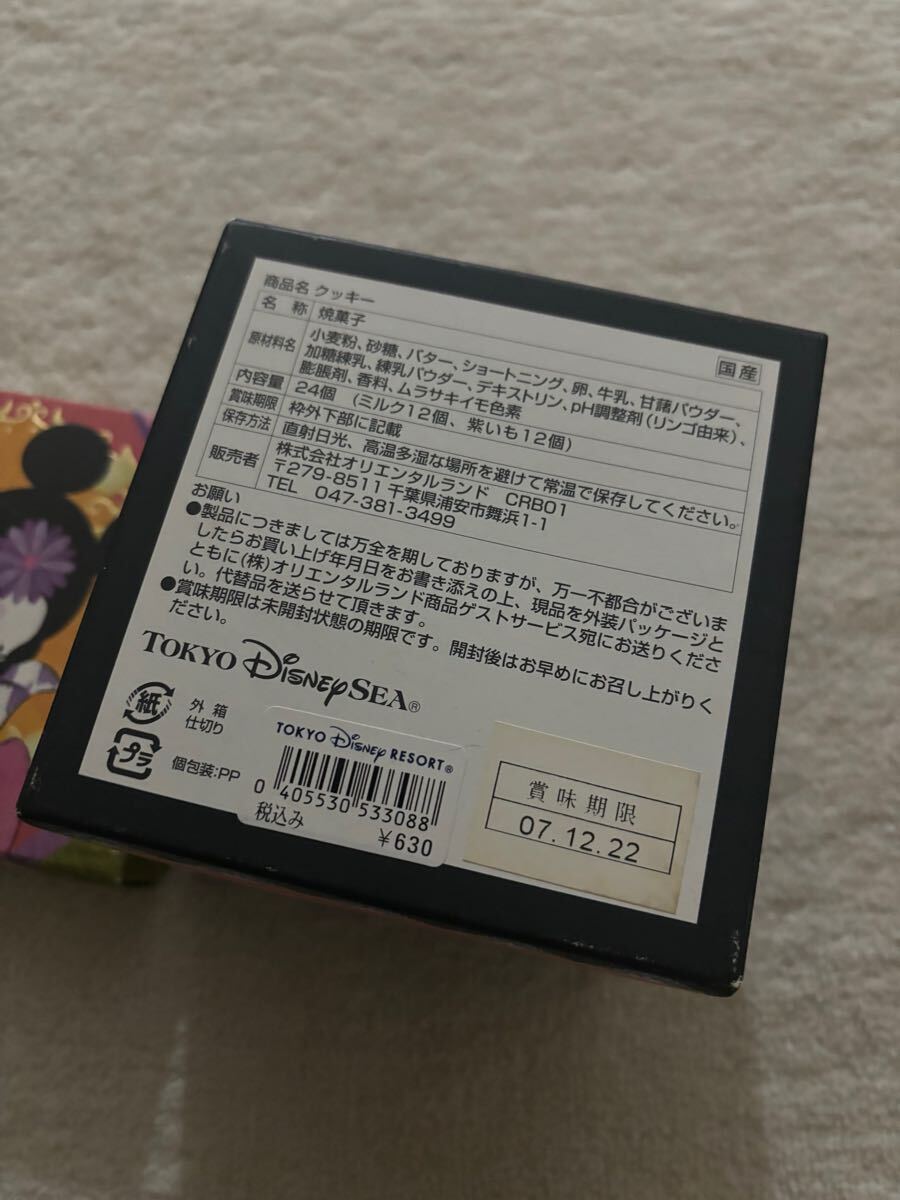 商品名 クッキー
国産
名 称 焼菓子
原材料名 小麦粉、砂糖、バター、ショートニング、卵、牛乳、甘藷パウダー、
加糖練乳、練乳パウダー、デキストリン、pH調整剤(リンゴ由来)、
膨脹剤、香料、ムラサキイモ色素
内容量 24個 (ミルク12個、紫いも12個)
賞味期限 枠外下部に記載
保存方法 直射日光、高温多湿な場所を避けて常温で保存してください。
販売者 株式会社オリエンタルランド CRB01
〒279-8511 千葉県浦安市舞浜1-1
TEL 047-381-3499
お願い
●製品につきましては万全を期しておりますが、万一不都合がございま
したらお買い上げ年月日をお書き添えの上、現品を外装パッケージと
ともに(株)オリエンタルランド商品ゲストサービス宛にお送りくださ
い。代替品を送らせて頂きます。
●賞味期限は未開封状態の期限です。開封後はお早めにお召し上がりく
ださい。
TOKYO DISNEYSEA®
紙 外箱
仕切り
プラ 個包装:PP
TOKYO Disney RESORT®
0 405530 533088
税込み
¥630
賞味期限
07.12.22